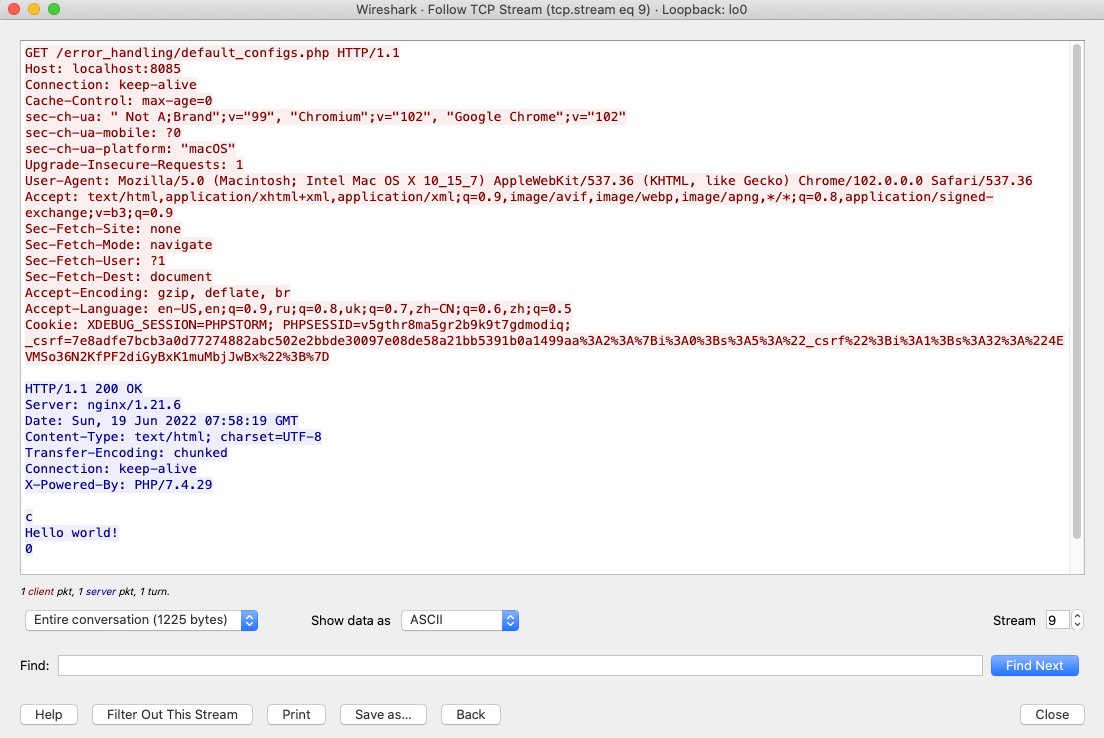 Wireshark · Follow TCP Stream (tcp.stream eq 9) · Loopback: lo0
GET /error_handling/default_configs.php HTTP/1.1
Host: localhost:8085
Connection: keep-alive
Cache-Control: max-age=0
sec-ch-ua: " Not A;Brand";v="99", "Chromium";v="102", "Google Chrome";v="102"
sec-ch-ua-mobile: ?0
sec-ch-ua-platform: "macOS"
Upgrade-Insecure-Requests: 1
User-Agent: Mozilla/5.0 (Macintosh; Intel Mac OS X 10_15_7) AppleWebKit/537.36 (KHTML, like Gecko) Chrome/102.0.0.0 Safari/537.36
Accept: text/html,application/xhtml+xml,application/xml;q=0.9,image/avif,image/webp,image/apng,*/*;q=0.8,application/signed-
exchange;v=b3;q=0.9
Sec-Fetch-Site: none
Sec-Fetch-Mode: navigate
Sec-Fetch-User: ?1
Sec-Fetch-Dest: document
Accept-Encoding: gzip, deflate, br
Accept-Language: en-US,en;q=0.9,ru;q=0.8,uk;q=0.7,zh-CN;q=0.6,zh;q=0.5
Cookie: XDEBUG_SESSION=PHPSTORM; PHPSESSID=v5gthr8ma5gr2b9k9t7gdmodiq;
_csrf=7e8adfe7bcb3a0d77274882abc502e2bbde30097e08de58a21bb5391b0a1499aa%3A2%3A%7Bi%3A0%3Bs%3A5%3A%22_csrf%22%3Bi%3A1%3Bs%3A32%3A%224E
VMSo36N2KfPF2diGyBxK1muMbjJwBx%22%3B%7D
HTTP/1.1 200 OK
Server: nginx/1.21.6
Date: Sun, 19 Jun 2022 07:58:19 GMT
Content-Type: text/html; charset=UTF-8
Transfer-Encoding: chunked
Connection: keep-alive
X-Powered-By: PHP/7.4.29
c
Hello world!
0
1 client pkt, 1 server pkt, 1 turn.
Entire conversation (1225 bytes) Show data as ASCII Stream 9
Find: Find Next
Help Filter Out This Stream Print Save as… Back Close